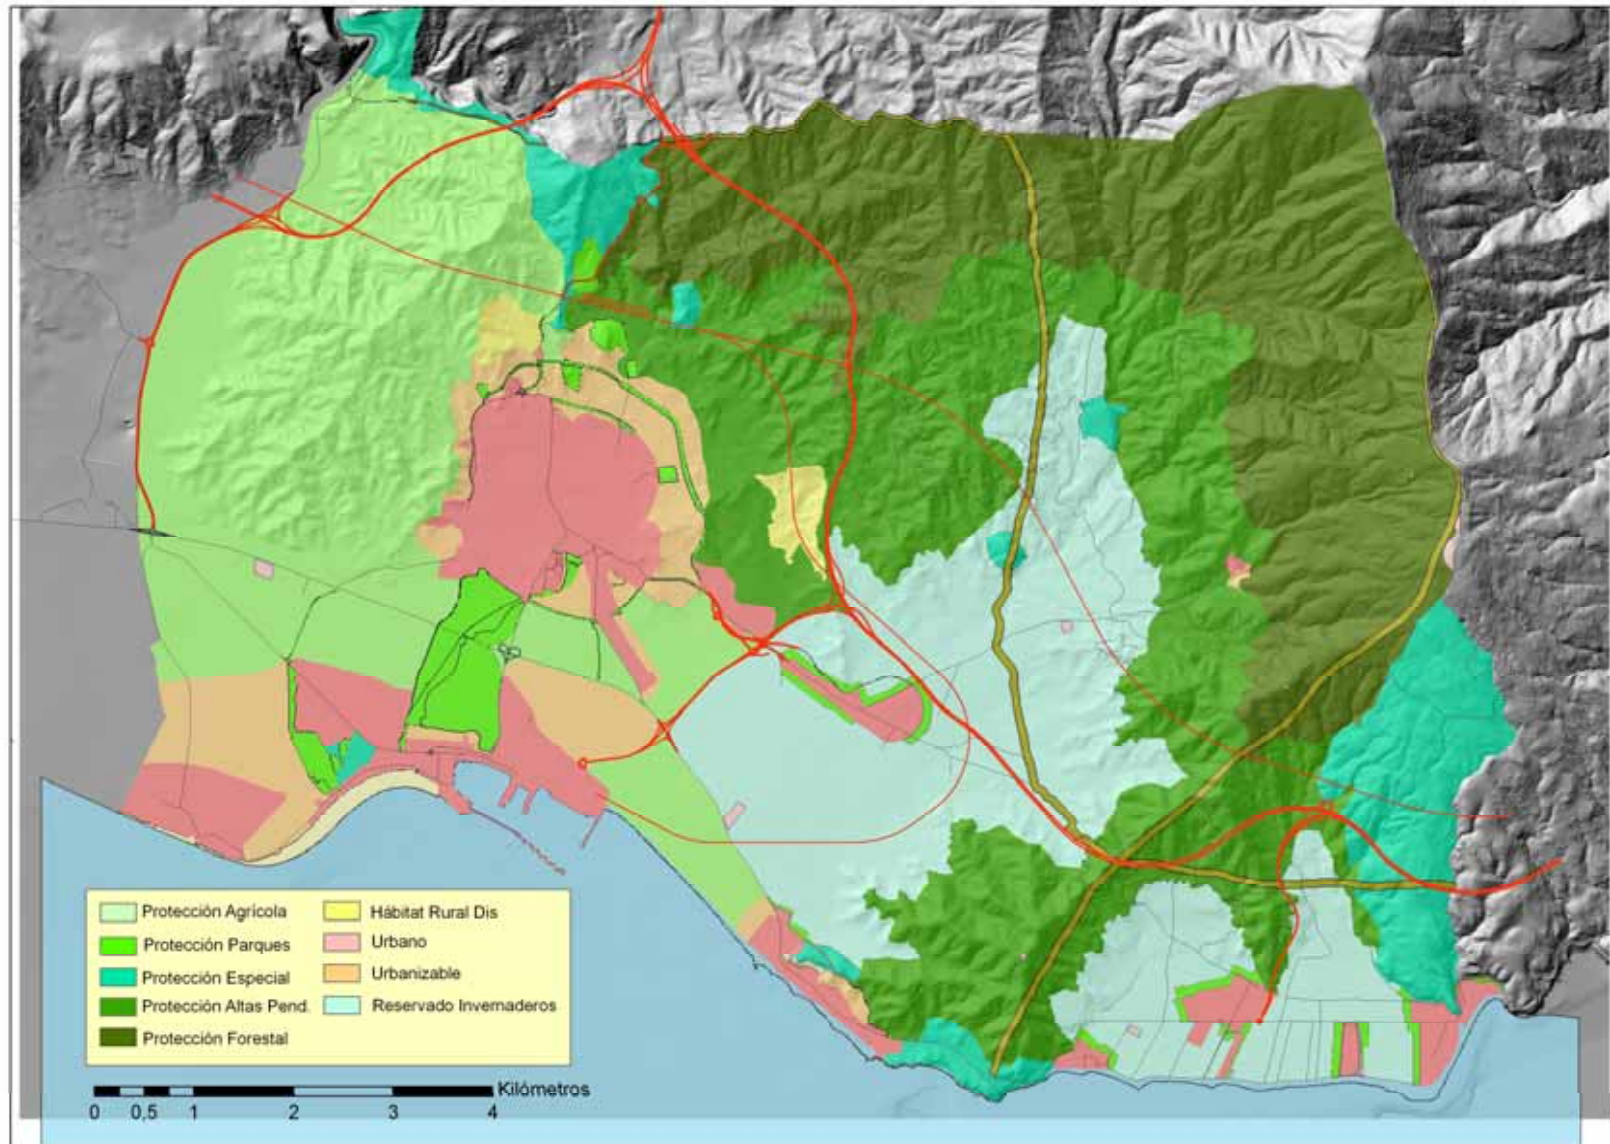 Protección Agrícola
Protección Parques
Protección Especial
Protección Altas Pend.
Protección Forestal
Hábitat Rural Dis
Urbano
Urbanizable
Reservado Invernaderos
Kilómetros
0 0,5 1 2 3 4